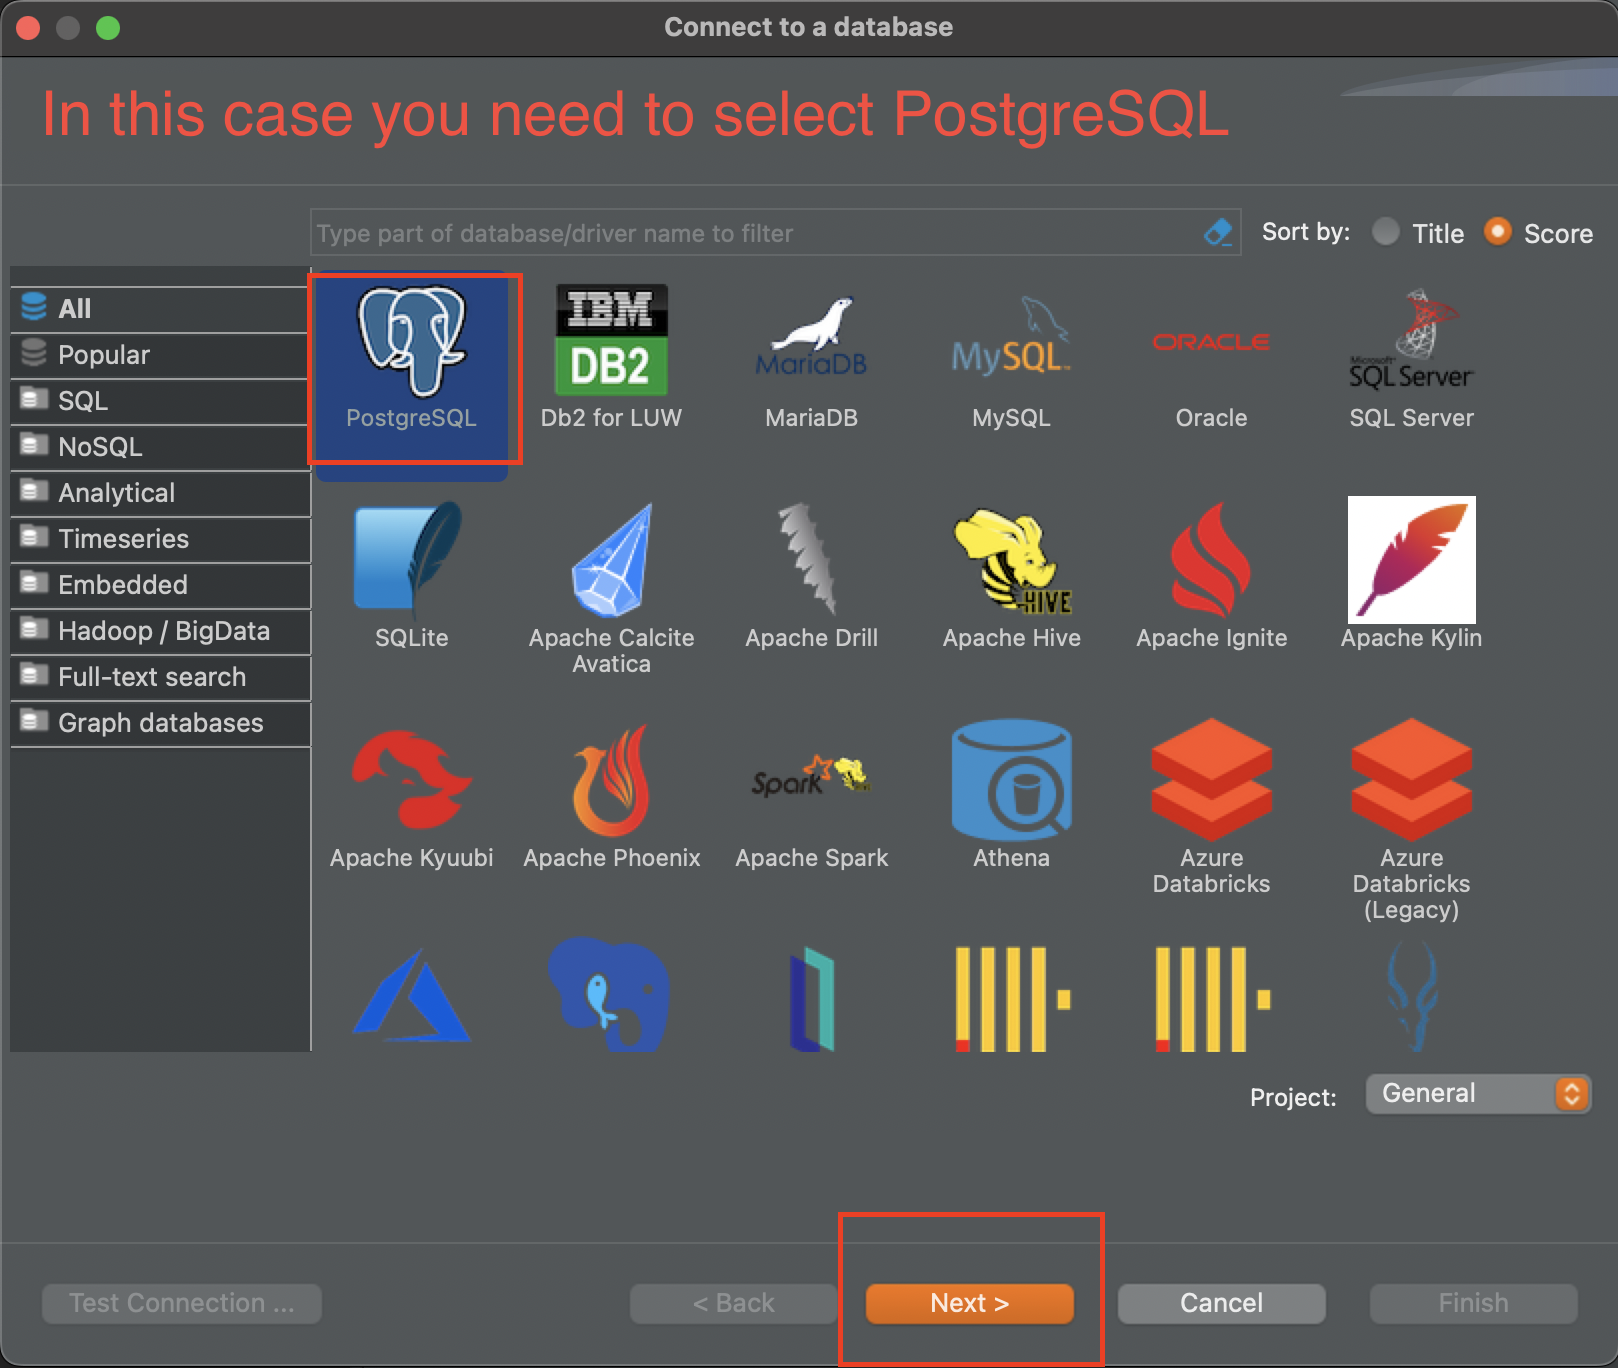 Connect to a database
In this case you need to select PostgreSQL
Type part of database/driver name to filter
Sort by: Title Score
All
Popular
SQL
NoSQL
Analytical
Timeseries
Embedded
Hadoop / BigData
Full-text search
Graph databases
IBM
DB2
MariaDB
MySQL
ORACLE
Microsoft
SQL Server
PostgreSQL
Db2 for LUW
MariaDB
MySQL
Oracle
SQL Server
HIVE
SQLite
Apache Calcite
Avatica
Apache Drill
Apache Hive
Apache Ignite
Apache Kylin
Spark
Apache Kyuubi
Apache Phoenix
Apache Spark
Athena
Azure
Databricks
Azure
Databricks
(Legacy)
Project: General
Test Connection ...
< Back
Next >
Cancel
Finish